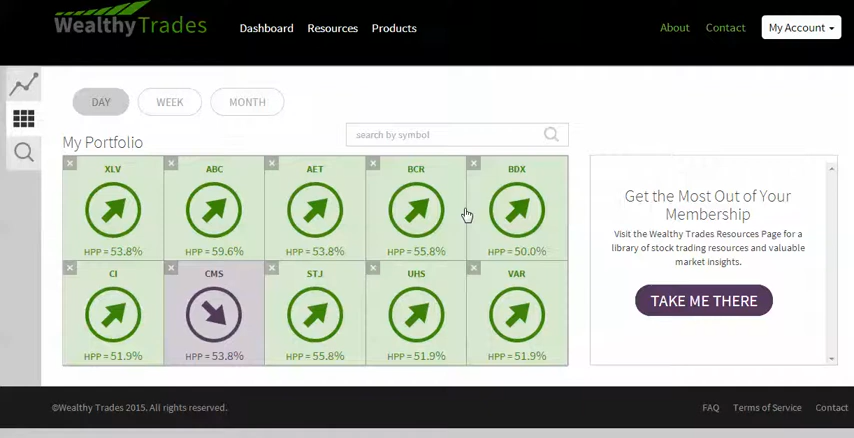 WealthyTrades
Dashboard Resources Products
About Contact My Account
DAY WEEK MONTH
My Portfolio
search by symbol
XLV ABC AET BCR BDX
HPP = 53.8% HPP = 59.6% HPP = 53.8% HPP = 55.8% HPP = 50.0%
CI CMS STJ UHS VAR
HPP = 51.9% HPP = 53.8% HPP = 55.8% HPP = 51.9% HPP = 51.9%
Get the Most Out of Your
Membership
Visit the Wealthy Trades Resources Page for a
library of stock trading resources and valuable
market insights.
TAKE ME THERE
©Wealthy Trades 2015. All rights reserved.
FAQ Terms of Service Contact